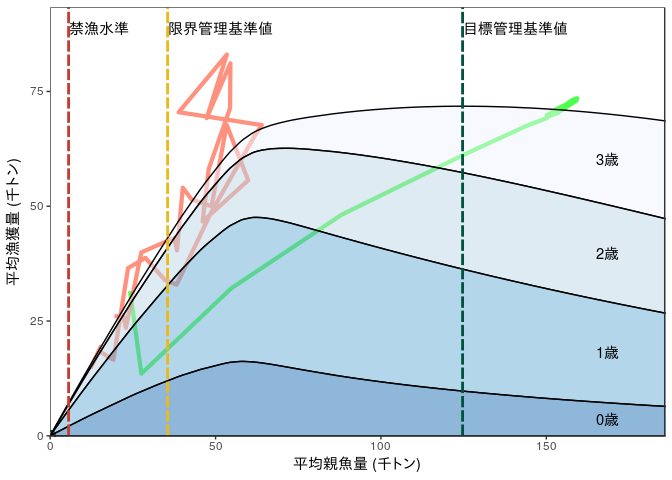 禁漁水準
限界管理基準値
目標管理基準値
75
50
25
0
平均漁獲量 (千トン)
3歳
2歳
1歳
0歳
0
50
100
150
平均親魚量 (千トン)